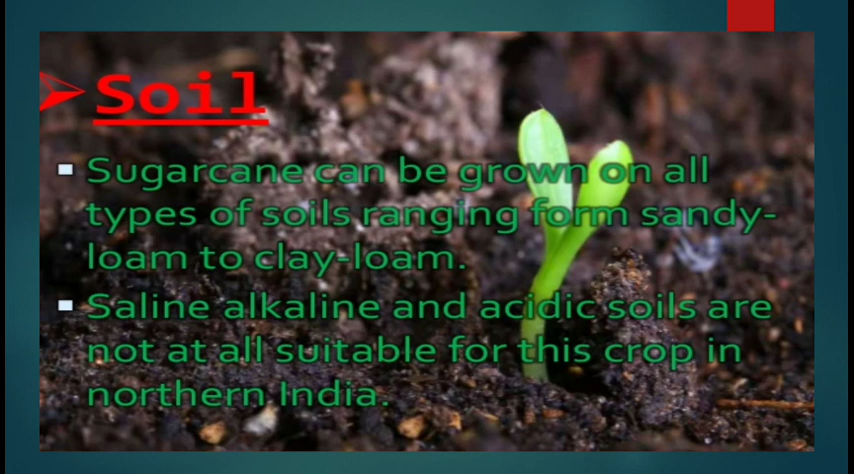 Soil
Sugarcane can be grown on all
types of soils ranging form sandy-
loam to clay-loam.
Saline alkaline and acidic soils are
not at all suitable for this crop in
northern India.